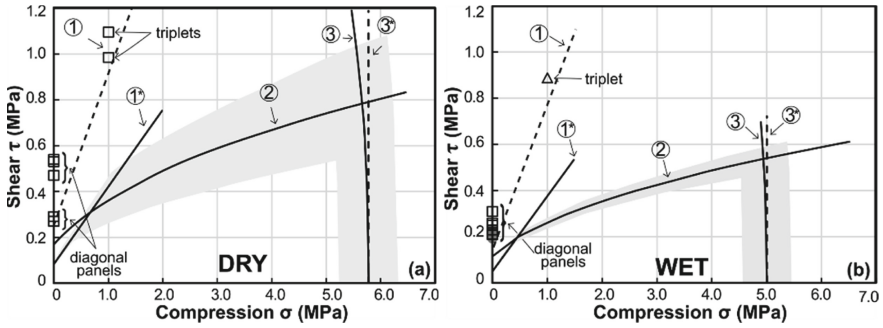 Shear τ (MPa)
1.2
1.0
0.8
0.6
0.4
0.2
0
1
triplets
1*
2
3
3*
diagonal
panels
DRY
(a)
0 1.0 2.0 3.0 4.0 5.0 6.0 7.0
Compression σ (MPa)
Shear τ (MPa)
1.2
1.0
0.8
0.6
0.4
0.2
0
1
triplet
1*
2
3
3*
diagonal
panels
WET
(b)
0 1.0 2.0 3.0 4.0 5.0 6.0 7.0
Compression σ (MPa)